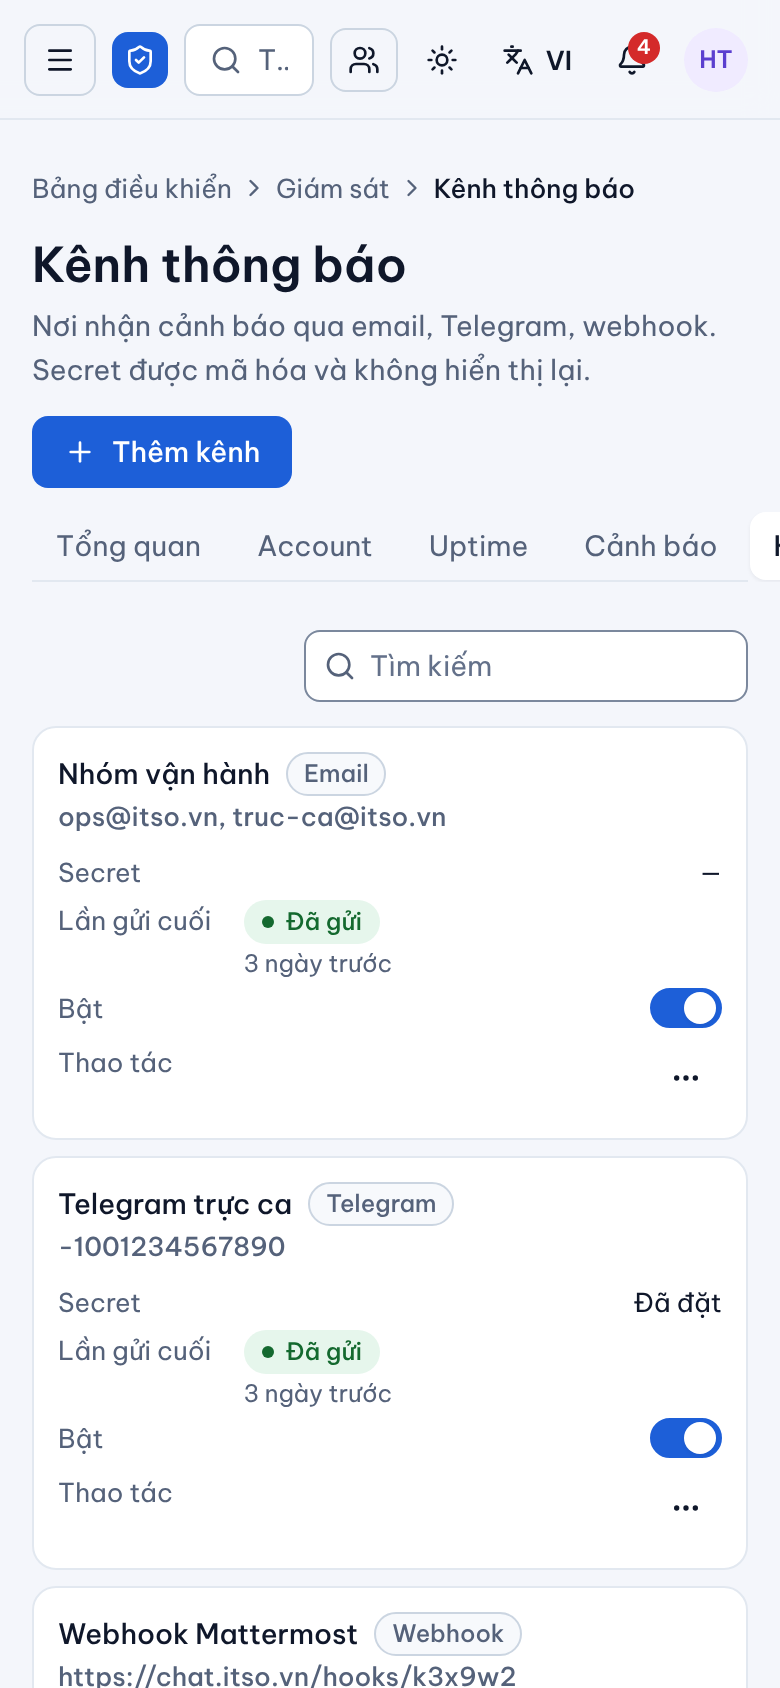 T..
VI
4
HT
Bảng điều khiển > Giám sát > Kênh thông báo
Kênh thông báo
Nơi nhận cảnh báo qua email, Telegram, webhook.
Secret được mã hóa và không hiển thị lại.
Thêm kênh
Tổng quan Account Uptime Cảnh báo
Tìm kiếm
Nhóm vận hành Email
ops@itso.vn, truc-ca@itso.vn
Secret –
Lần gửi cuối Đã gửi
3 ngày trước
Bật
Thao tác ...
Telegram trực ca Telegram
-1001234567890
Secret Đã đặt
Lần gửi cuối Đã gửi
3 ngày trước
Bật
Thao tác ...
Webhook Mattermost Webhook
https://chat.itso.vn/hooks/k3x9w2